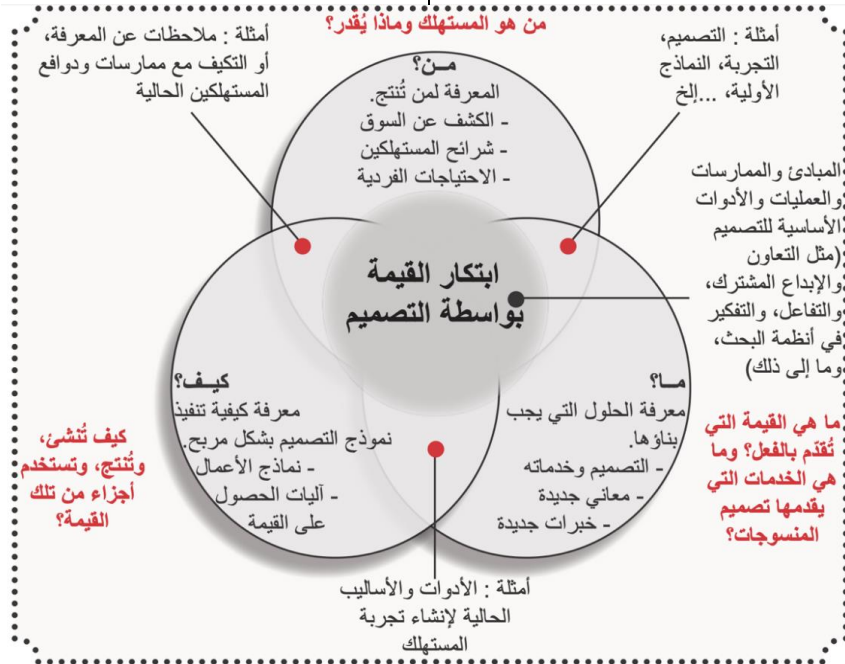 من هو المستهلك وماذا يُقدر؟
أمثلة : التصميم،
التجربة، النماذج
الأولية، ...إلخ
أمثلة : ملاحظات عن المعرفة،
أو التكيف مع ممارسات ودوافع
المستهلكين الحالية
مـن؟
المعرفة لمن تُنتج.
- الكشف عن السوق
- شرائح المستهلكين
- الاحتياجات الفردية
المبادئ والممارسات
والعمليات والأدوات
الأساسية للتصميم
(مثل التعاون
والإبداع المشترك،
والتفاعل، والتفكير
في أنظمة البحث،
وما إلى ذلك)
ابتكار القيمة
بواسطة التصميم
مـا؟
معرفة الحلول التي يجب
بناؤها.
- التصميم وخدماته
- معاني جديدة
- خبرات جديدة
كيـف؟
معرفة كيفية تنفيذ
نموذج التصميم بشكل مربح.
- نماذج الأعمال
- آليات الحصول
على القيمة
ما هي القيمة التي
تُقدّم بالفعل؟ وما
هي الخدمات التي
يقدمها تصميم
المنسوجات؟
كيف تُنشئ،
وتُنتج، وتستخدم
أجزاء من تلك
القيمة؟
أمثلة : الأدوات والأساليب
الحالية لإنشاء تجربة
المستهلك